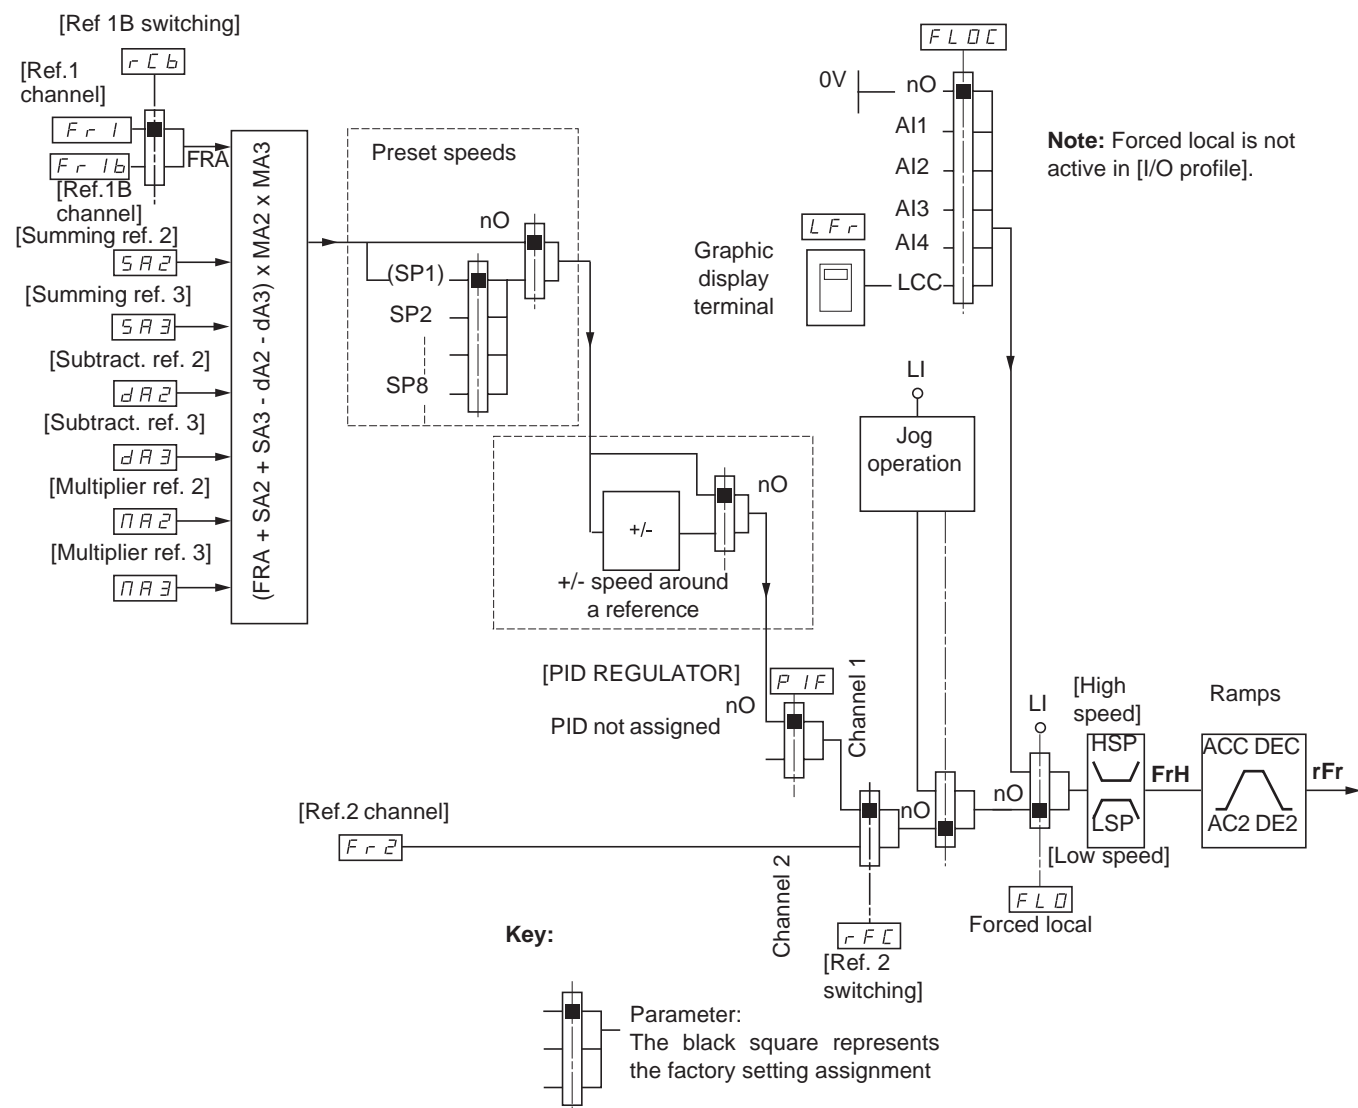 [Ref 1B switching]
rCb
[Ref.1
channel]
Fr1
Fr1b
FRA
[Ref.1B
channel]
[Summing ref. 2]
SA2
[Summing ref. 3]
SA3
[Subtract. ref. 2]
dA2
[Subtract. ref. 3]
dA3
[Multiplier ref. 2]
MA2
[Multiplier ref. 3]
MA3
(FRA + SA2 + SA3 - dA2 - dA3) x MA2 x MA3
Preset speeds
nO
(SP1)
SP2
SP8
nO
+/-
+/- speed around
a reference
FLOC
0V
nO
AI1
AI2
AI3
AI4
LCC
LFr
Graphic
display
terminal
Note: Forced local is not
active in [I/O profile].
LI
Jog
operation
[PID REGULATOR]
PIF
nO
PID not assigned
Channel 1
[Ref.2 channel]
Fr2
Channel 2
nO
rFC
[Ref. 2
switching]
nO
LI
FLO
Forced local
[High
speed]
HSP
LSP
[Low speed]
FrH
Ramps
ACC DEC
AC2 DE2
rFr
Key:
Parameter:
The black square represents
the factory setting assignment